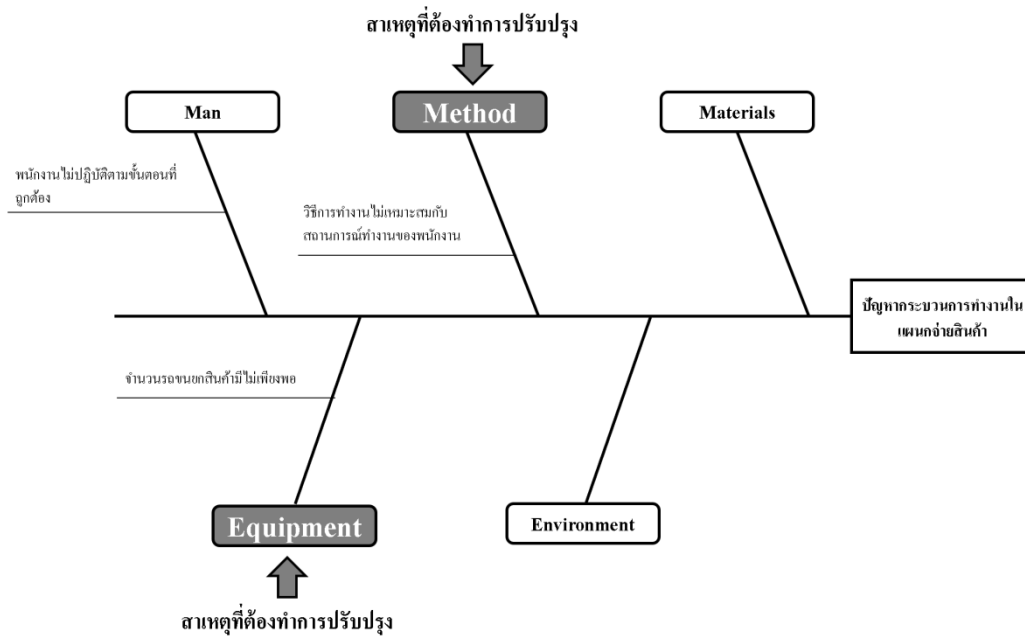 สาเหตุที่ต้องทำการปรับปรุง
Man
Method
Materials
พนักงานไม่ปฏิบัติตามขั้นตอนที่
ถูกต้อง
วิธีการทำงานไม่เหมาะสมกับ
สถานการณ์ทำงานของพนักงาน
ปัญหากระบวนการทำงานใน
แผนกจ่ายสินค้า
จำนวนรถขนยกสินค้ามีไม่เพียงพอ
Equipment
Environment
สาเหตุที่ต้องทำการปรับปรุง